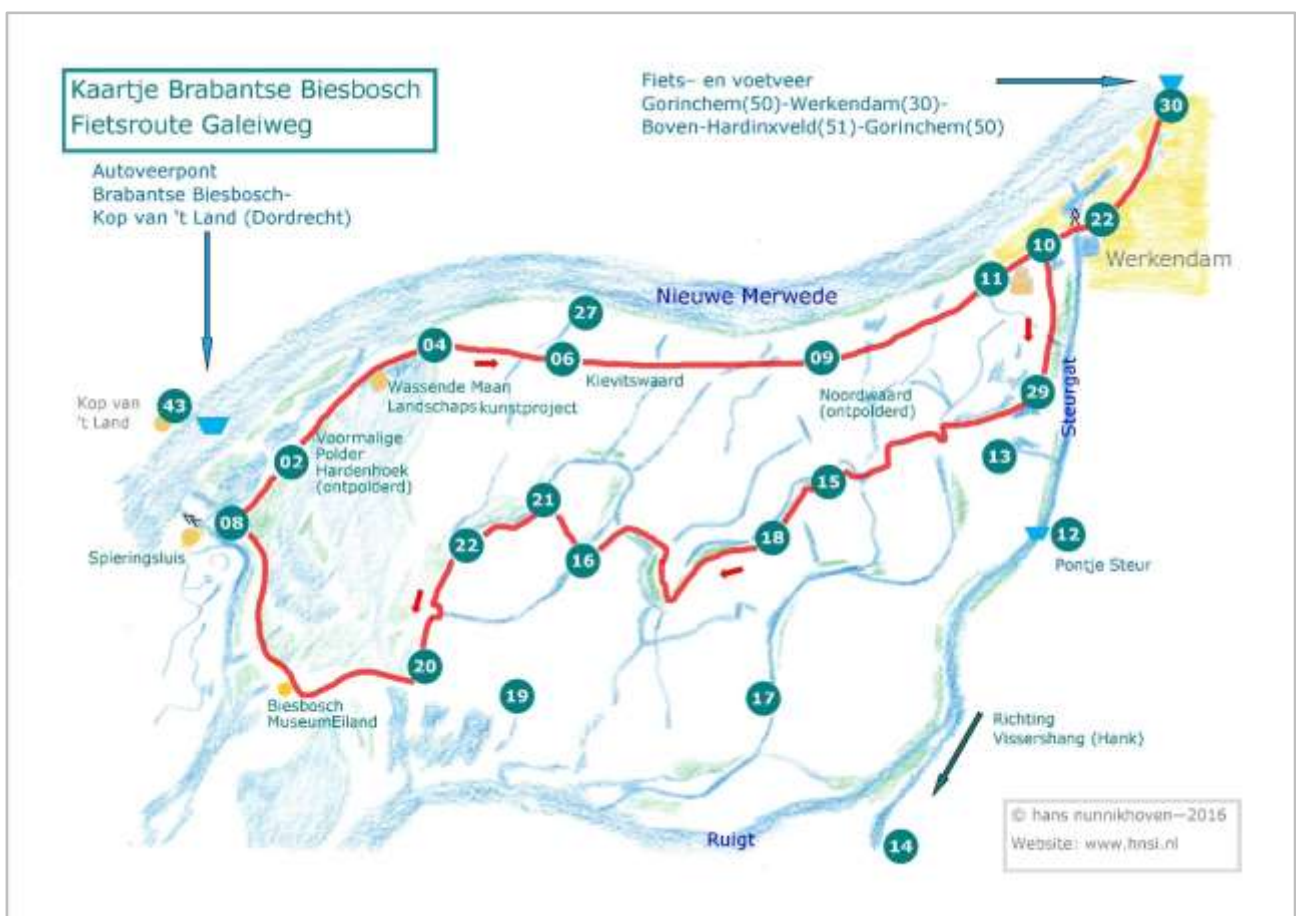 Kaartje Brabantse Biesbosch
Fietsroute Galeiweg
Fiets– en voetveer
Gorinchem(50)-Werkendam(30)-
Boven-Hardinxveld(51)-Gorinchem(50)
30
Autoveerpont
Brabantse Biesbosch-
Kop van 't Land (Dordrecht)
22
10
Werkendam
11
Nieuwe Merwede
27
04
06
09
Kievitswaard
Wassende Maan
Landschaps kunstproject
Noordwaard
(ontpolderd)
29
Steurgat
Kop van
't Land
43
02
Voormalige
Polder
Hardenhoek
(ontpolderd)
13
15
21
08
18
22
16
12
Spieringsluis
Pontje Steur
20
19
17
Biesbosch
MuseumEiland
Richting
Vissershang (Hank)
Ruigt
14
© hans nunnikhoven—2016
Website: www.hnsi.nl